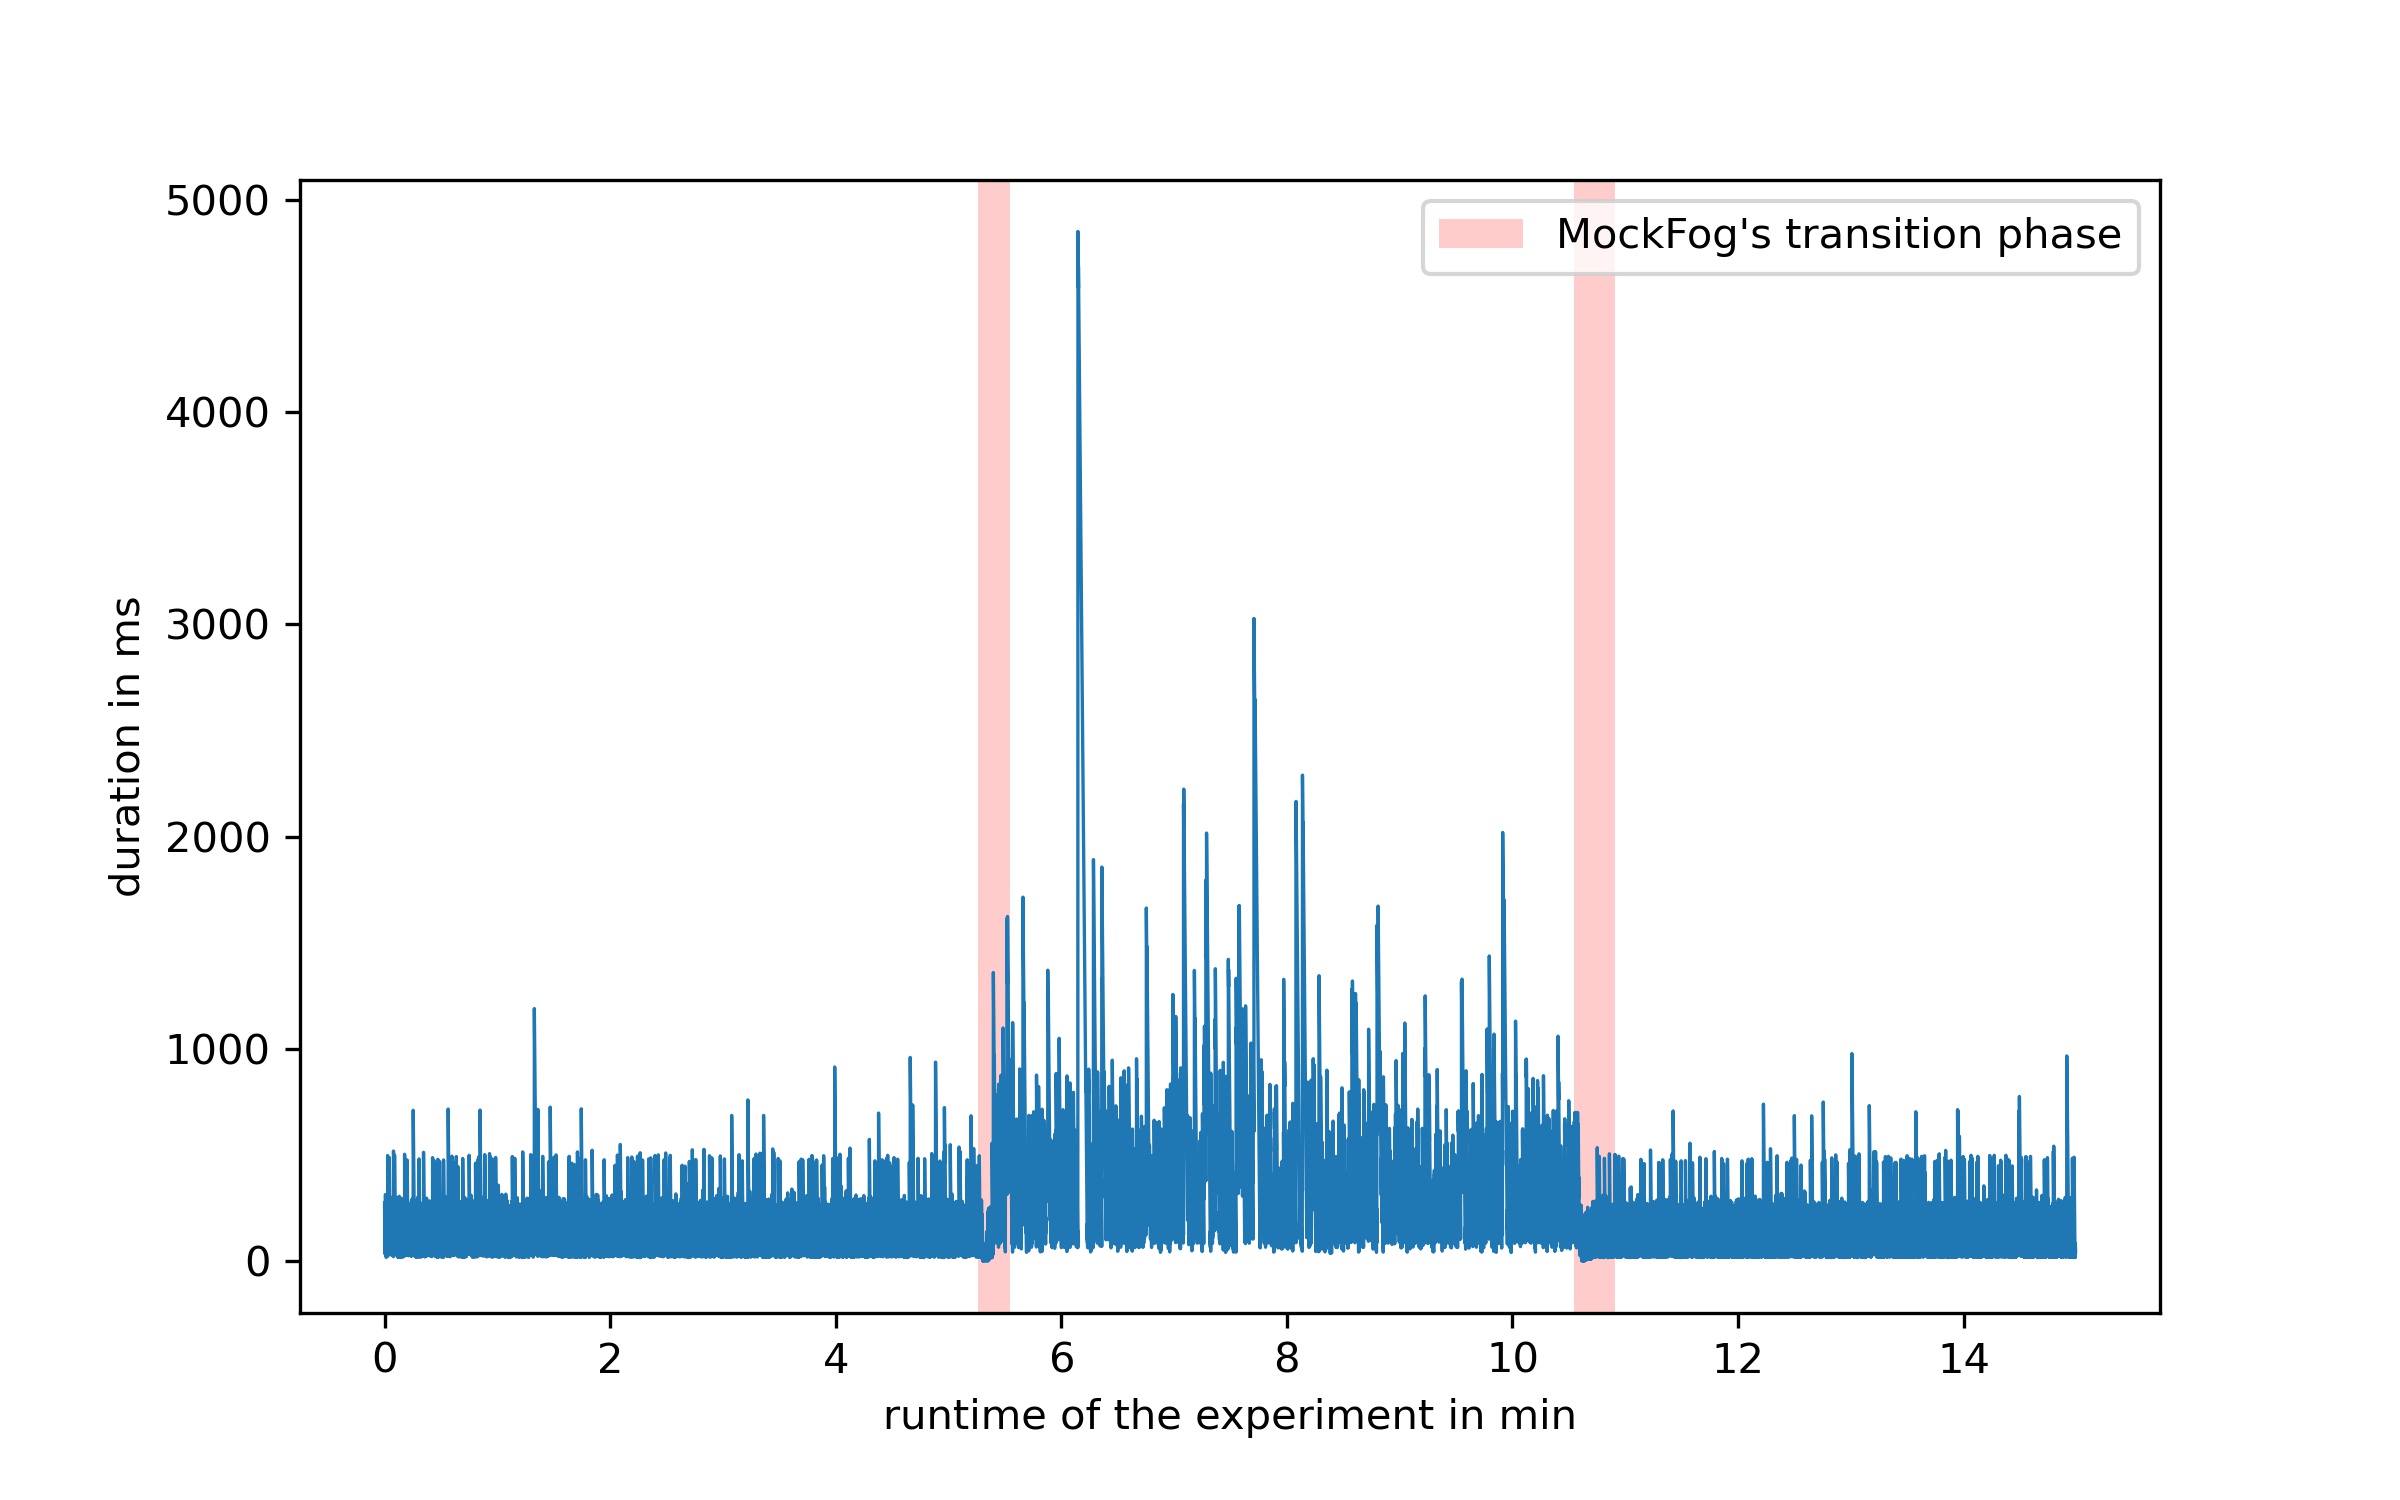 MockFog's transition phase
5000
4000
3000
2000
1000
0
duration in ms
0 2 4 6 8 10 12 14
runtime of the experiment in min